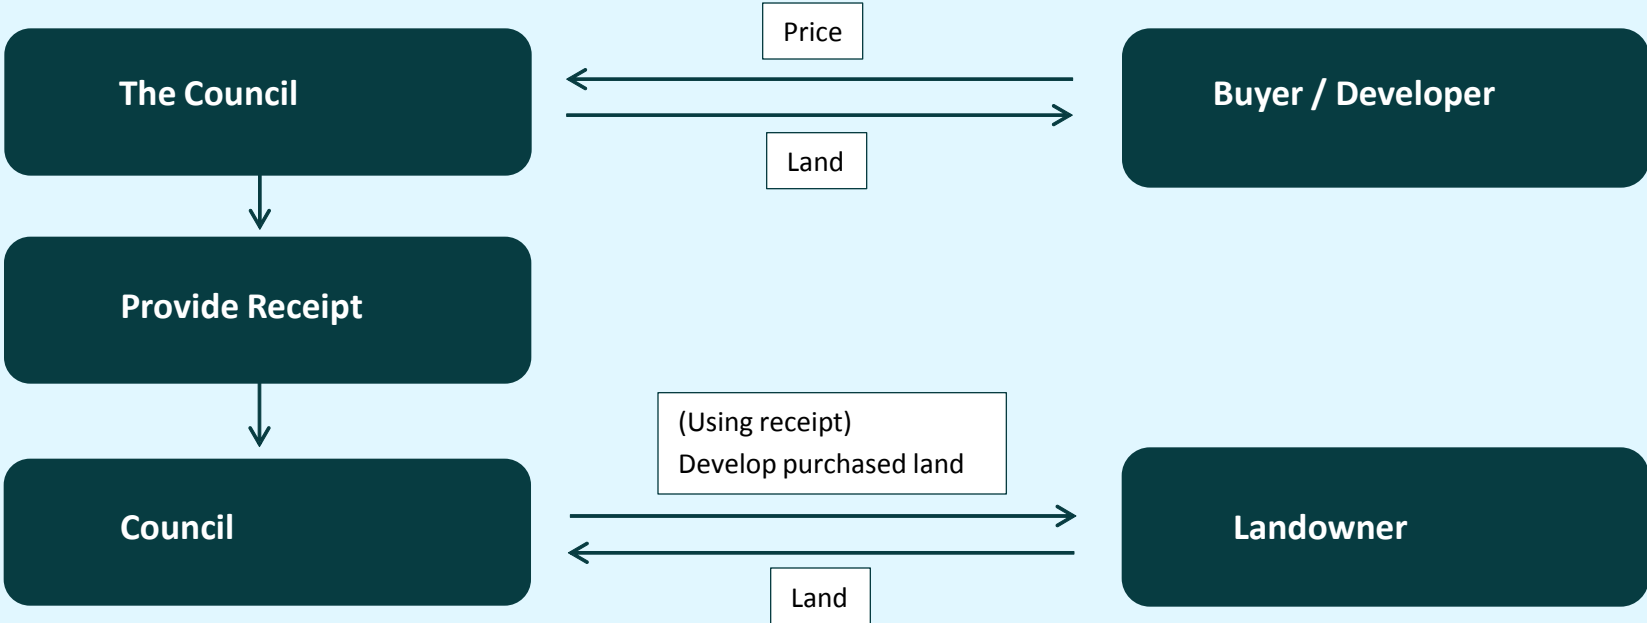 Price
The Council
Buyer / Developer
Land
Provide Receipt
(Using receipt)
Develop purchased land
Council
Landowner
Land